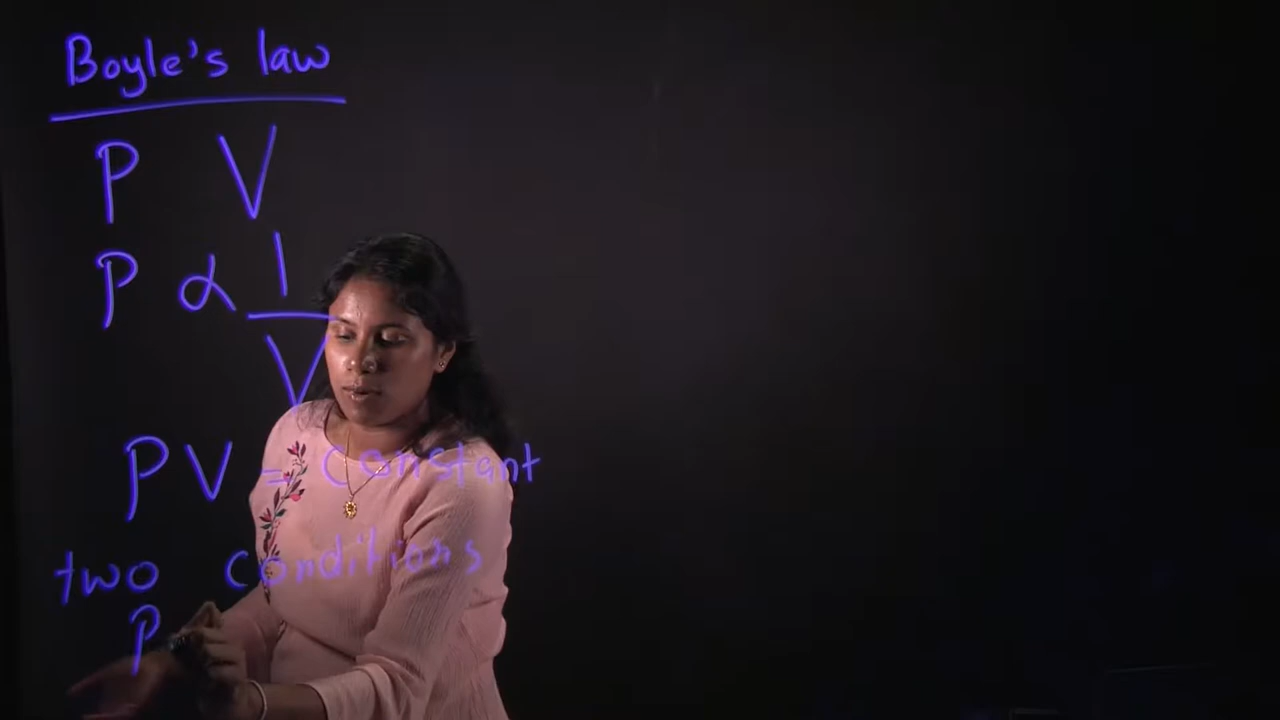 Boyle's law
P V
P ∝ 1/V
PV = Constant
two conditions
P